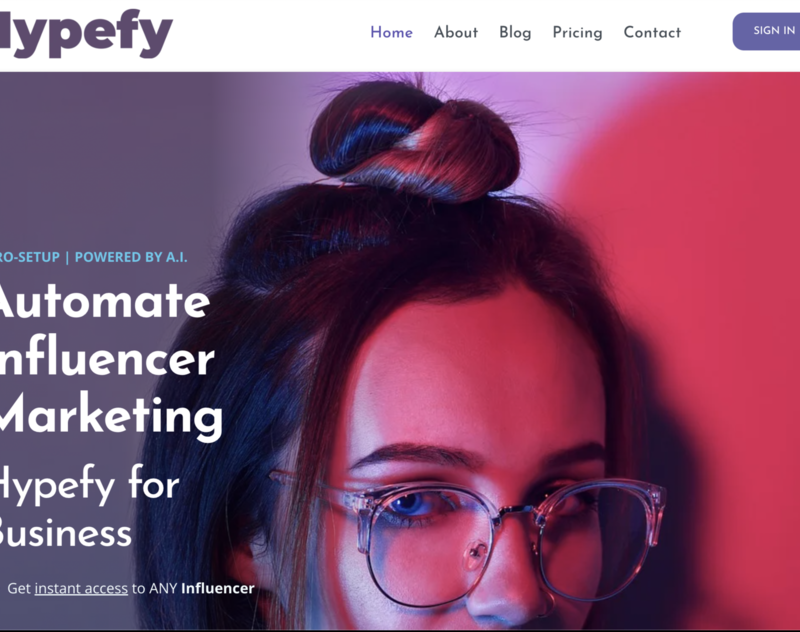 Hypefy
Home About Blog Pricing Contact SIGN IN
RO-SETUP | POWERED BY A.I.
Automate
Influencer
Marketing
Hypefy for
Business
Get instant access to ANY Influencer